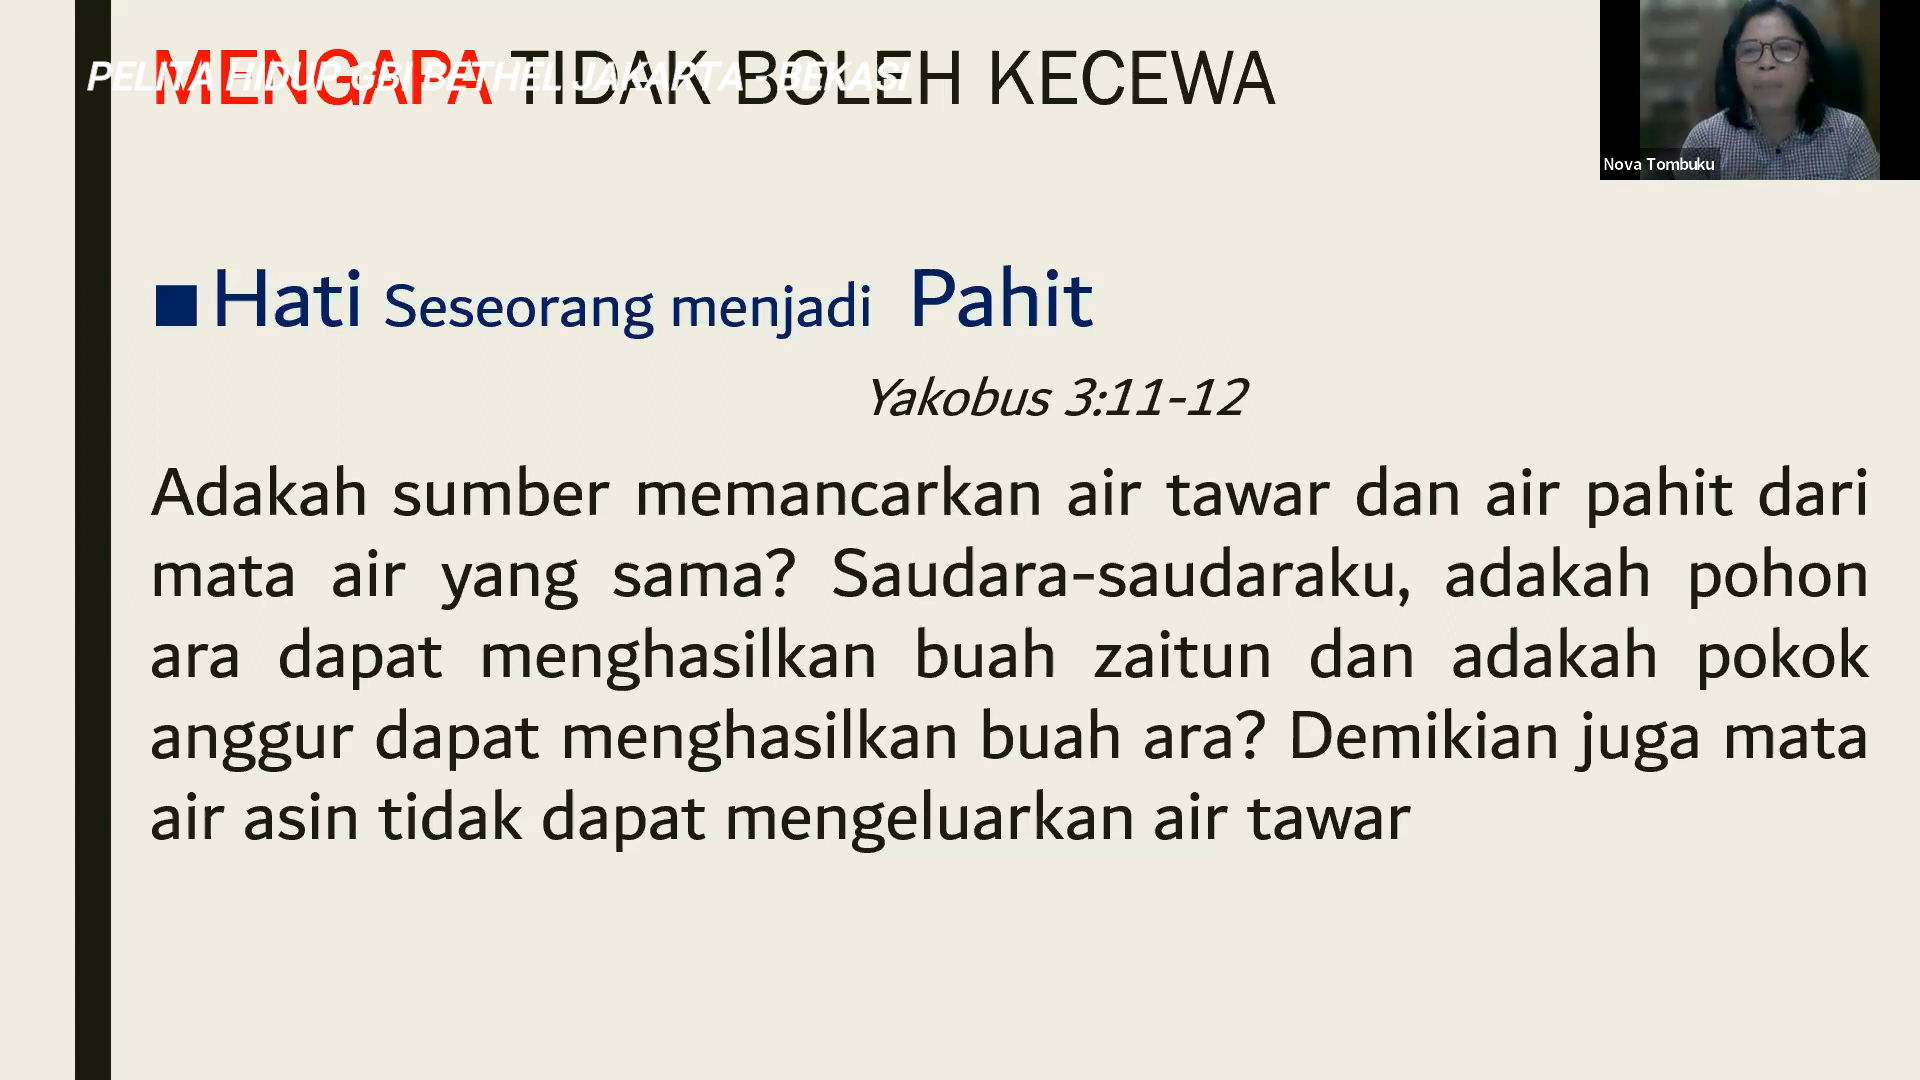 MENGAPA TIDAK BOLEH KECEWA
PELITA HIDUP GBI BETHEL JAKARTA - BEKASI
Nova Tombuku
Hati Seseorang menjadi Pahit
Yakobus 3:11-12
Adakah sumber memancarkan air tawar dan air pahit dari
mata air yang sama? Saudara-saudaraku, adakah pohon
ara dapat menghasilkan buah zaitun dan adakah pokok
anggur dapat menghasilkan buah ara? Demikian juga mata
air asin tidak dapat mengeluarkan air tawar